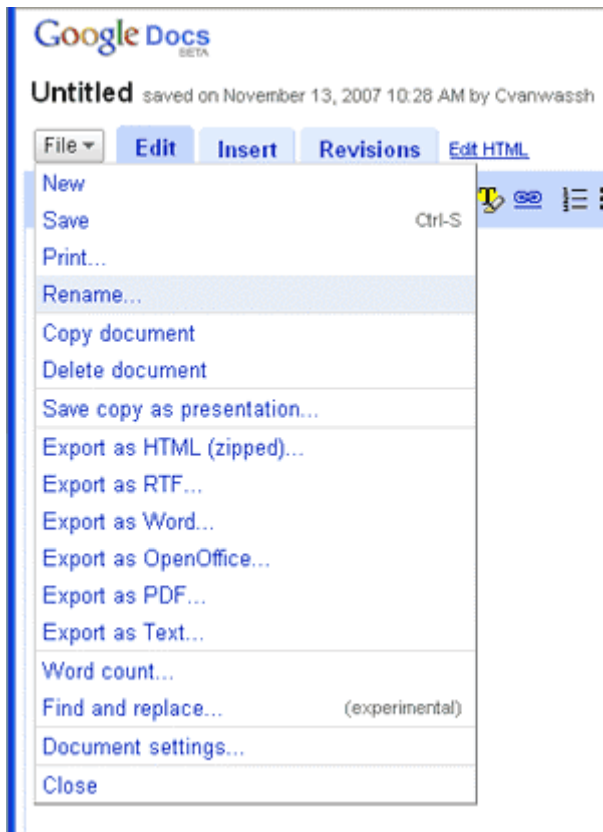 Google Docs
BETA
Untitled saved on November 13, 2007 10:28 AM by Cvanwassh
File Edit Insert Revisions Edit HTML
New
Save Ctrl-S
Print...
Rename...
Copy document
Delete document
Save copy as presentation...
Export as HTML (zipped)...
Export as RTF...
Export as Word...
Export as OpenOffice...
Export as PDF...
Export as Text...
Word count...
Find and replace... (experimental)
Document settings...
Close